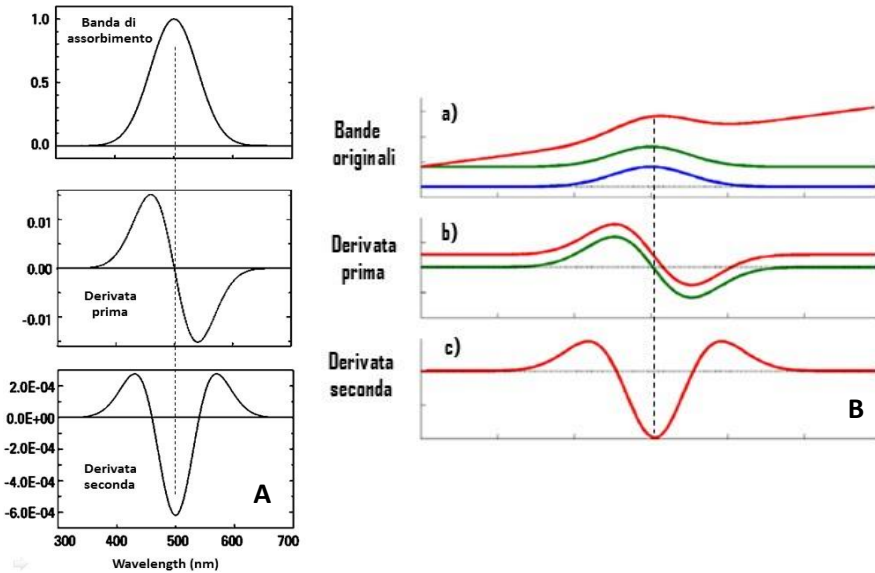 Banda di
assorbimento
1.0
0.5
0.0
0.01
0.00
-0.01
Derivata
prima
2.0E-04
0.0E+00
-2.0E-04
-4.0E-04
-6.0E-04
Derivata
seconda
A
300 400 500 600 700
Wavelength (nm)
Bande
originali
a)
Derivata
prima
b)
Derivata
seconda
c)
B